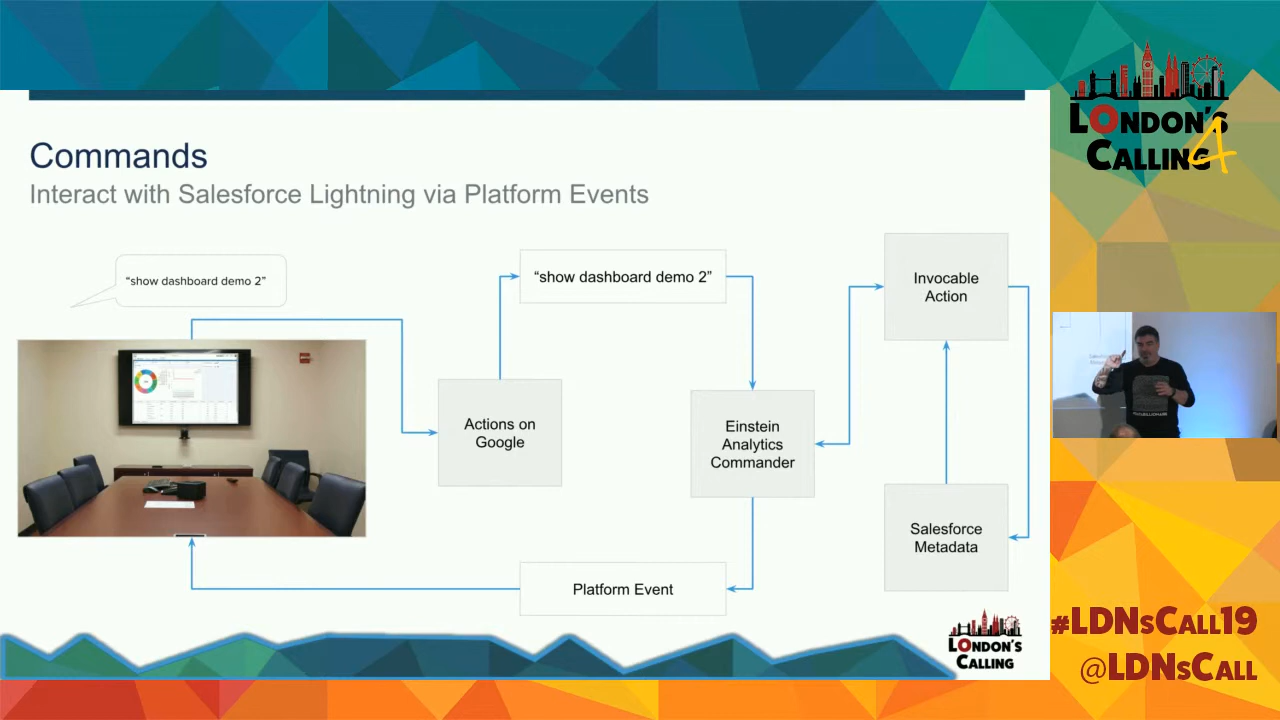 Commands
Interact with Salesforce Lightning via Platform Events
“show dashboard demo 2”
“show dashboard demo 2”
Invocable
Action
Actions on
Google
Einstein
Analytics
Commander
Salesforce
Metadata
Platform Event
LONDON'S
CALLING
LONDON'S
CALLING 4
#LDNsCall19
@LDNsCall